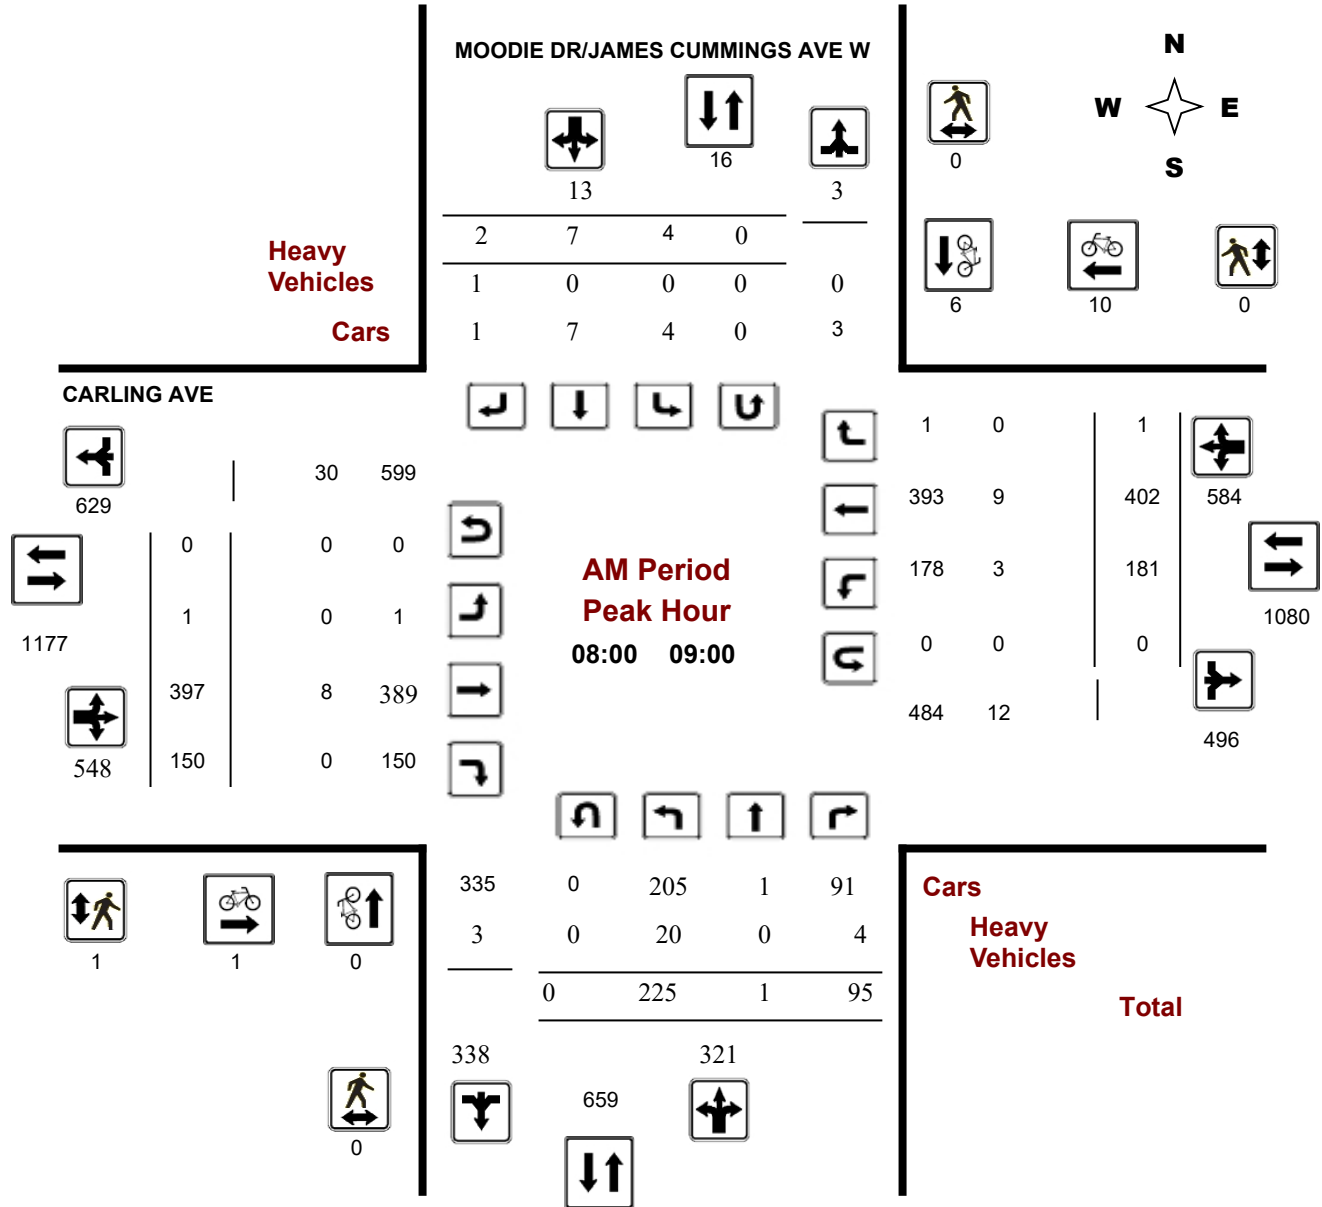 MOODIE DR/JAMES CUMMINGS AVE W
N
W E
S
16
0
13 3
2 7 4 0
Heavy
Vehicles
1 0 0 0 0
6 10 0
Cars
1 7 4 0 3
CARLING AVE
1 0 1
30 599
629
393 9 402 584
0 0 0
AM Period
178 3 181
Peak Hour
1 0 1
1080
1177
08:00 09:00
0 0 0
397 8 389
484 12
496
548 150 0 150
335 0 205 1 91
Cars
3 0 20 0 4
Heavy
Vehicles
1 1 0
0 225 1 95
Total
338 321
659
0